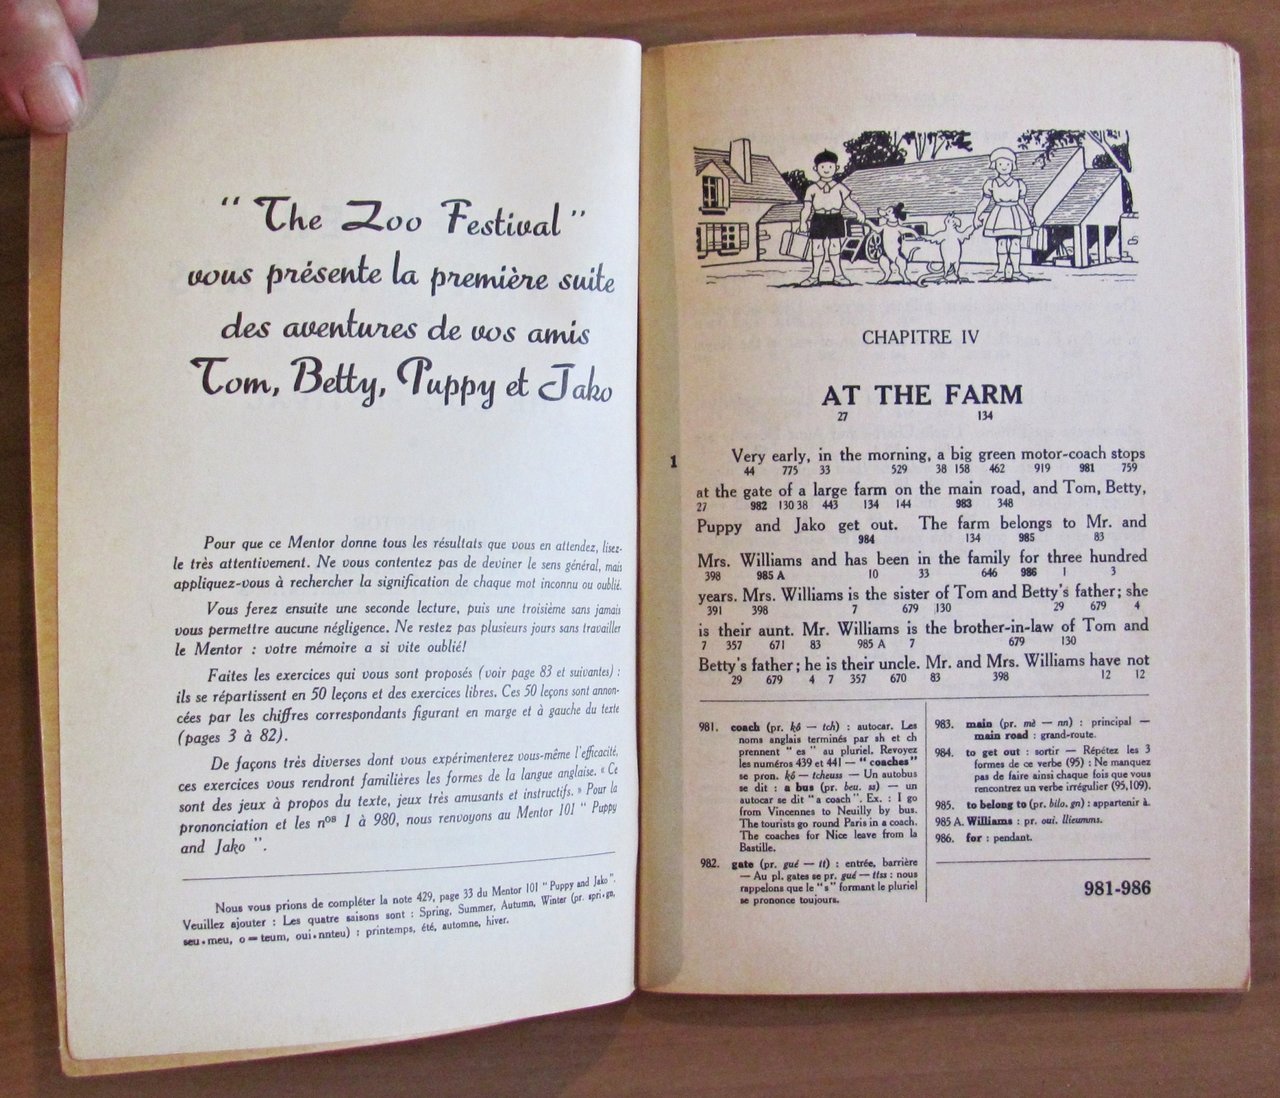 “ The Zoo Festival ”
vous présente la première suite
des aventures de vos amis
Tom, Betty, Puppy et Jako
Pour que ce Mentor donne tous les résultats que vous en attendez, lisez-
le très attentivement. Ne vous contentez pas de deviner le sens général, mais
appliquez-vous à rechercher la signification de chaque mot inconnu ou oublié.
Vous ferez ensuite une seconde lecture, puis une troisième sans jamais
vous permettre aucune négligence. Ne restez pas plusieurs jours sans travailler
le Mentor : votre mémoire a si vite oublié!
Faites les exercices qui vous sont proposés (voir page 83 et suivantes) :
ils se répartissent en 50 leçons et des exercices libres. Ces 50 leçons sont annon-
cées par les chiffres correspondants figurant en marge et à gauche du texte
(pages 3 à 82).
De façons très diverses dont vous expérimenterez vous-même l'efficacité,
ces exercices vous rendront familières les formes de la langue anglaise. « Ce
sont des jeux à propos du texte, jeux très amusants et instructifs. » Pour la
prononciation et les nos 1 à 980, nous renvoyons au Mentor 101 “ Puppy
and Jako ”.
Nous vous prions de compléter la note 429, page 33 du Mentor 101 “ Puppy and Jako ”.
Veuillez ajouter : Les quatre saisons sont : Spring, Summer, Autumn, Winter (pr. spri-gn,
seu-meu, o—teum, oui-nnteu) : printemps, été, automne, hiver.
CHAPITRE IV
AT THE FARM
27 134
1 Very early, in the morning, a big green motor-coach stops
44 775 33 529 38 158 462 919 981 759
at the gate of a large farm on the main road, and Tom, Betty,
27 982 130 38 443 134 144 983 348
Puppy and Jako get out. The farm belongs to Mr. and
984 134 985 83
Mrs. Williams and has been in the family for three hundred
398 985 A 10 33 646 986 1 3
years. Mrs. Williams is the sister of Tom and Betty's father; she
391 398 7 679 130 29 679 4
is their aunt. Mr. Williams is the brother-in-law of Tom and
7 357 671 83 985 A 7 679 130
Betty's father; he is their uncle. Mr. and Mrs. Williams have not
29 679 4 7 357 670 83 398 12 12
981. coach (pr. kô — tch) : autocar. Les
noms anglais terminés par sh et ch
prennent “ es ” au pluriel. Revoyez
les numéros 439 et 441 — “ coaches ”
se pron. kô - tcheuss — Un autobus
se dit : a bus (pr. beu. ss) — un
autocar se dit “a coach”. Ex. : I go
from Vincennes to Neuilly by bus.
The tourists go round Paris in a coach.
The coaches for Nice leave from la
Bastille.
982. gate (pr. gué — tt) : entrée, barrière
— Au pl. gates se pr. gué — ttss : nous
rappelons que le “s” formant le pluriel
se prononce toujours.
983. main (pr. mè — nn) : principal —
main road : grand-route.
984. to get out : sortir — Répétez les 3
formes de ce verbe (95) : Ne manquez
pas de faire ainsi chaque fois que vous
rencontrez un verbe irrégulier (95,109).
985. to belong to (pr. bilo. gn) : appartenir à.
985 A. Williams : pr. oui. llieumms.
986. for : pendant.
981-986